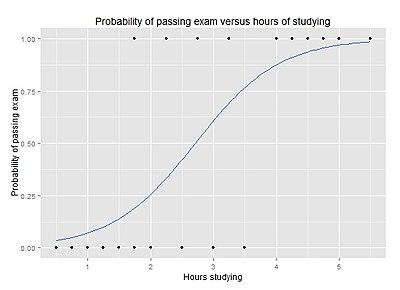 Probability of passing exam versus hours of studying
1.00
0.75
0.50
0.25
0.00
Probability of passing exam
1 2 3 4 5
Hours studying